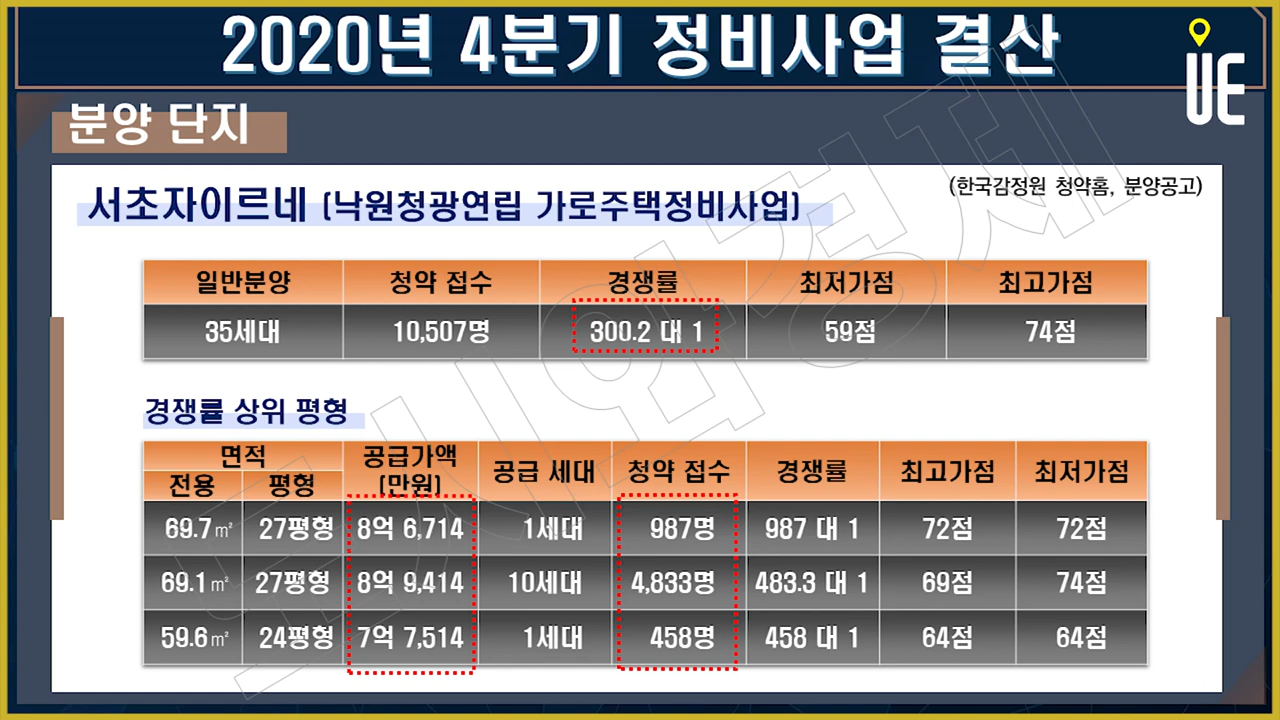 2020년 4분기 정비사업 결산
UE
분양 단지
서초자이르네 (낙원청광연립 가로주택정비사업)
(한국감정원 청약홈, 분양공고)
일반분양 청약 접수 경쟁률 최저가점 최고가점
35세대 10,507명 300.2 대 1 59점 74점
경쟁률 상위 평형
면적 공급가액 (만원) 공급 세대 청약 접수 경쟁률 최고가점 최저가점
전용 평형
69.7㎡ 27평형 8억 6,714 1세대 987명 987 대 1 72점 72점
69.1㎡ 27평형 8억 9,414 10세대 4,833명 483.3 대 1 69점 74점
59.6㎡ 24평형 7억 7,514 1세대 458명 458 대 1 64점 64점
도시와경제